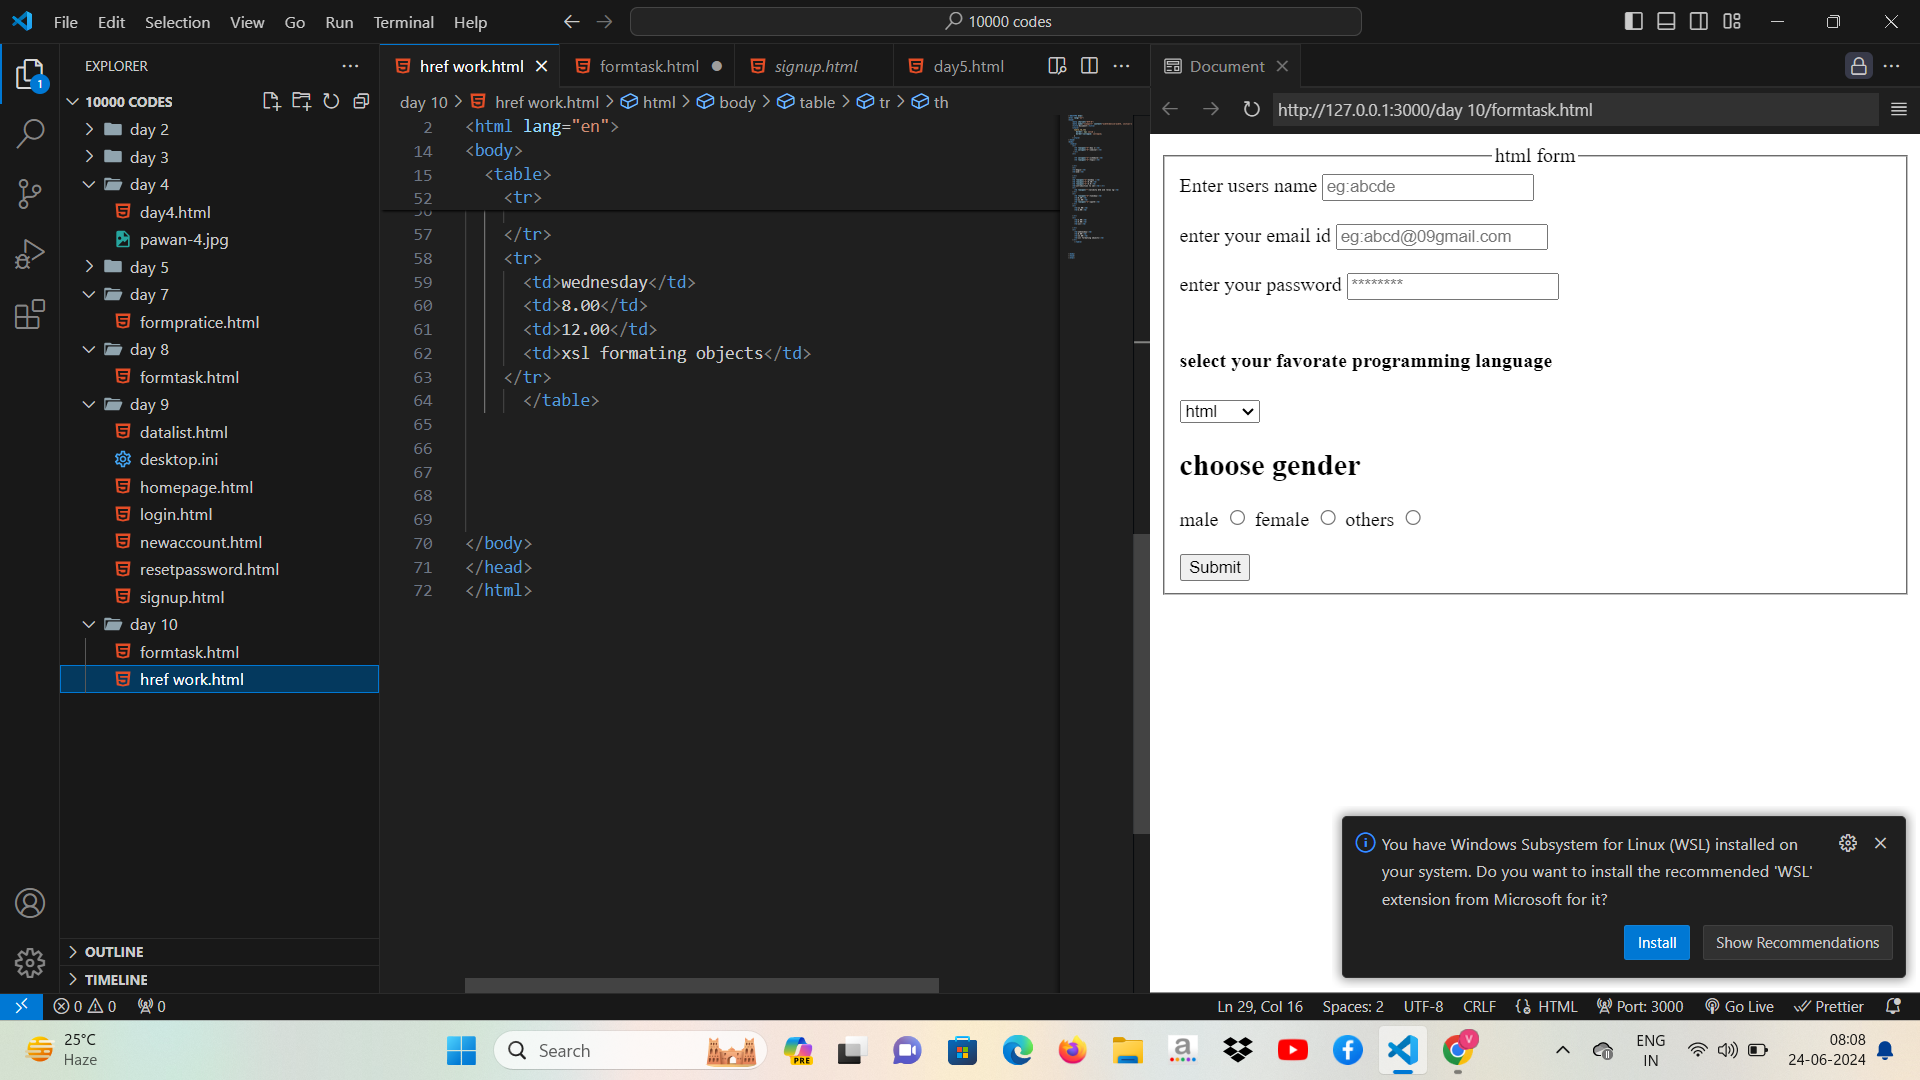 File Edit Selection View Go Run Terminal Help
10000 codes
EXPLORER
10000 CODES
day 2
day 3
day 4
day4.html
pawan-4.jpg
day 5
day 7
formpratice.html
day 8
formtask.html
day 9
datalist.html
desktop.ini
homepage.html
login.html
newaccount.html
resetpassword.html
signup.html
day 10
formtask.html
href work.html
OUTLINE
TIMELINE
href work.html formtask.html signup.html day5.html
day 10 > href work.html > html > body > table > tr > th
2 <html lang="en">
14 <body>
15 <table>
52 <tr>
57 </tr>
58 <tr>
59 <td>wednesday</td>
60 <td>8.00</td>
61 <td>12.00</td>
62 <td>xsl formating objects</td>
63 </tr>
64 </table>
65
66
67
68
69
70 </body>
71 </head>
72 </html>
Document
http://127.0.0.1:3000/day 10/formtask.html
html form
Enter users name eg:abcde
enter your email id eg:abcd@09gmail.com
enter your password ********
select your favorate programming language
html
choose gender
male female others
Submit
You have Windows Subsystem for Linux (WSL) installed on
your system. Do you want to install the recommended 'WSL'
extension from Microsoft for it?
Install Show Recommendations
0 0 0 Ln 29, Col 16 Spaces: 2 UTF-8 CRLF HTML Port: 3000 Go Live Prettier
25°C
Haze
Search
PRE
ENG
IN
08:08
24-06-2024